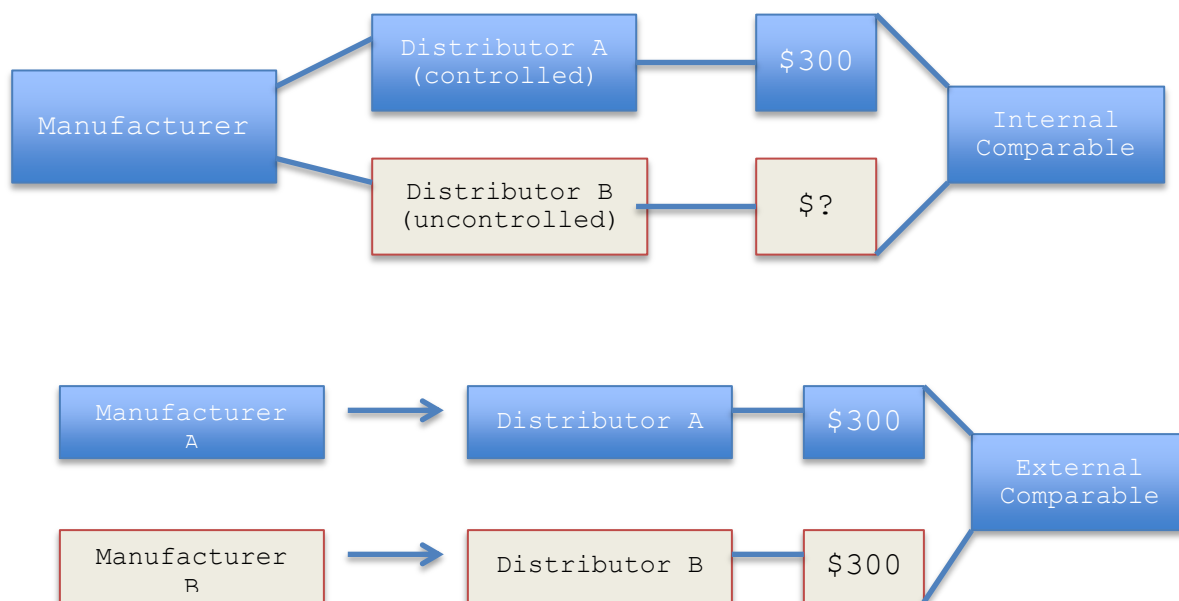 Distributor A
(controlled)
$300
Manufacturer
Internal
Comparable
Distributor B
(uncontrolled)
$?
Manufacturer
A
Distributor A
$300
External
Comparable
Manufacturer
B
Distributor B
$300